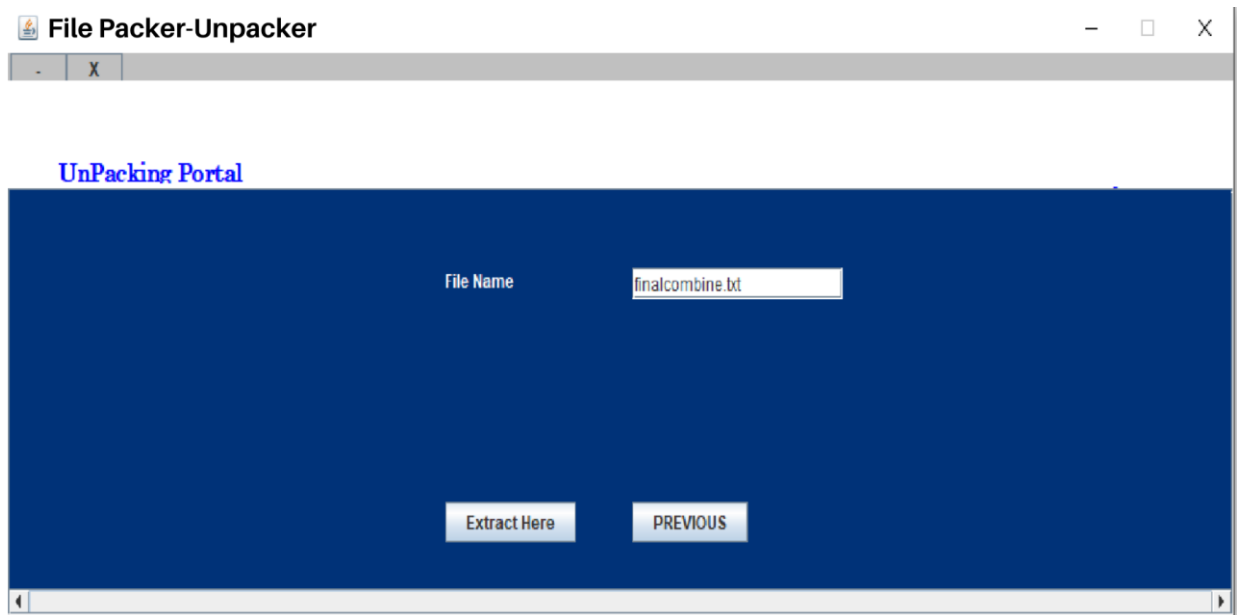 File Packer-Unpacker
- X
UnPacking Portal
File Name finalcombine.txt
Extract Here PREVIOUS